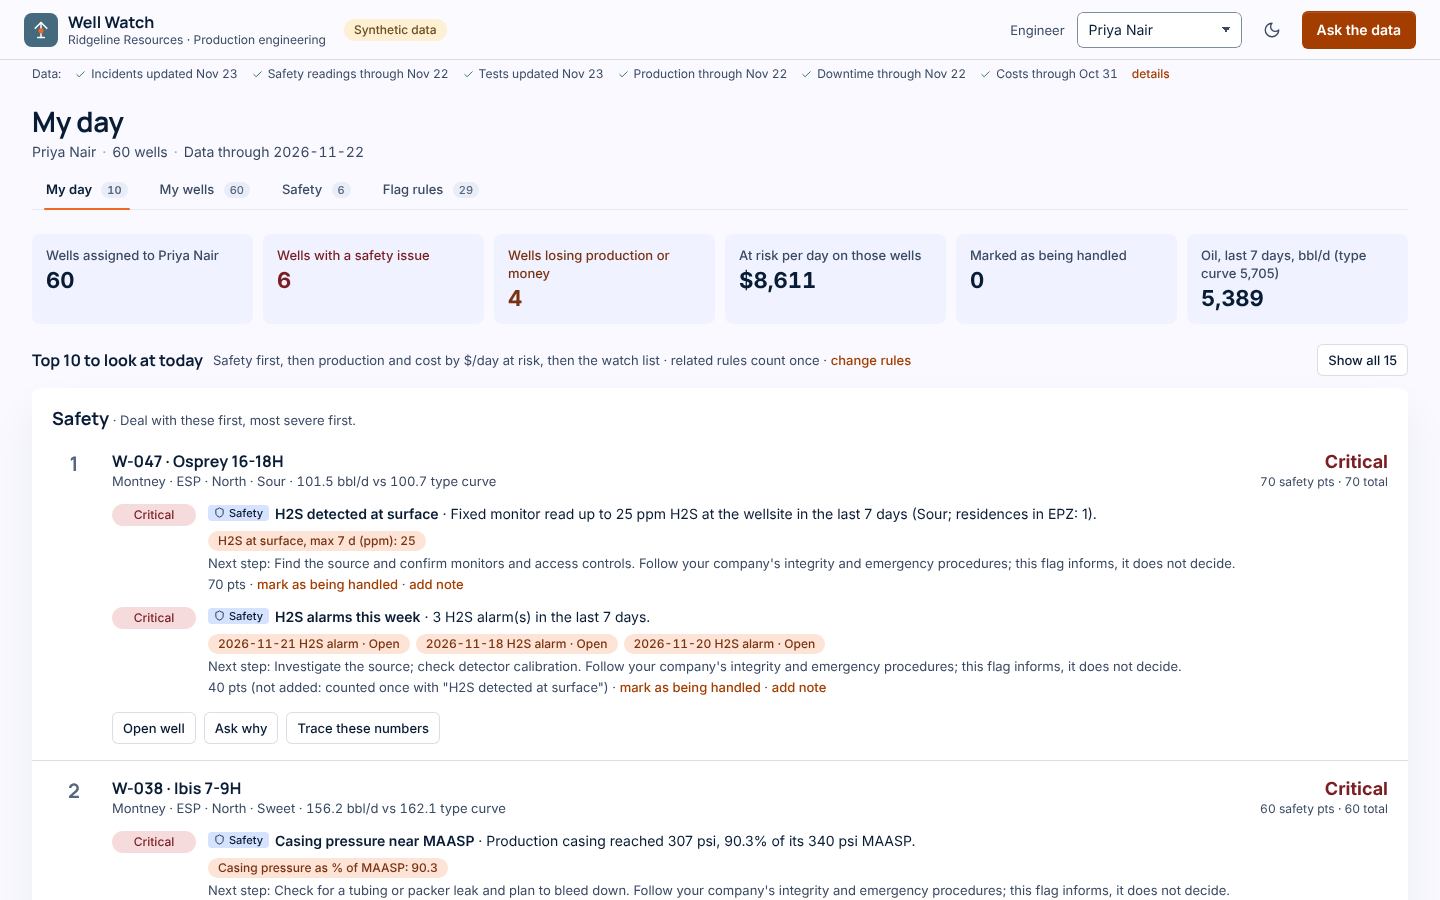 Well Watch
Ridgeline Resources · Production engineering
Synthetic data
Engineer
Priya Nair
Ask the data
Data:
Incidents updated Nov 23
Safety readings through Nov 22
Tests updated Nov 23
Production through Nov 22
Downtime through Nov 22
Costs through Oct 31
details
My day
Priya Nair · 60 wells · Data through 2026-11-22
My day 10
My wells 60
Safety 6
Flag rules 29
Wells assigned to Priya Nair
60
Wells with a safety issue
6
Wells losing production or
money
4
At risk per day on those wells
$8,611
Marked as being handled
0
Oil, last 7 days, bbl/d (type
curve 5,705)
5,389
Top 10 to look at today
Safety first, then production and cost by $/day at risk, then the watch list · related rules count once · change rules
Show all 15
Safety · Deal with these first, most severe first.
1
W-047 · Osprey 16-18H
Critical
Montney · ESP · North · Sour · 101.5 bbl/d vs 100.7 type curve
70 safety pts · 70 total
Critical
Safety
H2S detected at surface · Fixed monitor read up to 25 ppm H2S at the wellsite in the last 7 days (Sour; residences in EPZ: 1).
H2S at surface, max 7 d (ppm): 25
Next step: Find the source and confirm monitors and access controls. Follow your company's integrity and emergency procedures; this flag informs, it does not decide.
70 pts · mark as being handled · add note
Critical
Safety
H2S alarms this week · 3 H2S alarm(s) in the last 7 days.
2026-11-21 H2S alarm · Open
2026-11-18 H2S alarm · Open
2026-11-20 H2S alarm · Open
Next step: Investigate the source; check detector calibration. Follow your company's integrity and emergency procedures; this flag informs, it does not decide.
40 pts (not added: counted once with "H2S detected at surface") · mark as being handled · add note
Open well
Ask why
Trace these numbers
2
W-038 · Ibis 7-9H
Critical
Montney · ESP · North · Sweet · 156.2 bbl/d vs 162.1 type curve
60 safety pts · 60 total
Critical
Safety
Casing pressure near MAASP · Production casing reached 307 psi, 90.3% of its 340 psi MAASP.
Casing pressure as % of MAASP: 90.3
Next step: Check for a tubing or packer leak and plan to bleed down. Follow your company's integrity and emergency procedures; this flag informs, it does not decide.